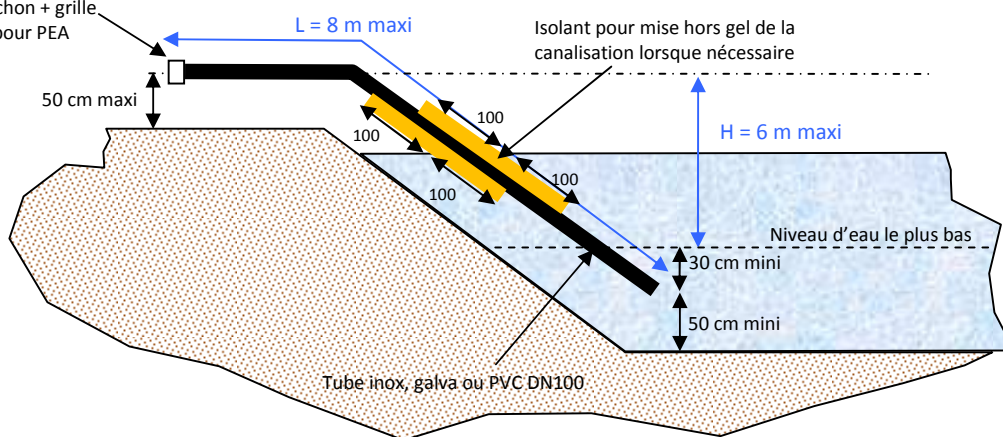 chon + grille
pour PEA
L = 8 m maxi
Isolant pour mise hors gel de la
canalisation lorsque nécessaire
50 cm maxi
100
100
H = 6 m maxi
100
100
Niveau d'eau le plus bas
30 cm mini
50 cm mini
Tube inox, galva ou PVC DN100